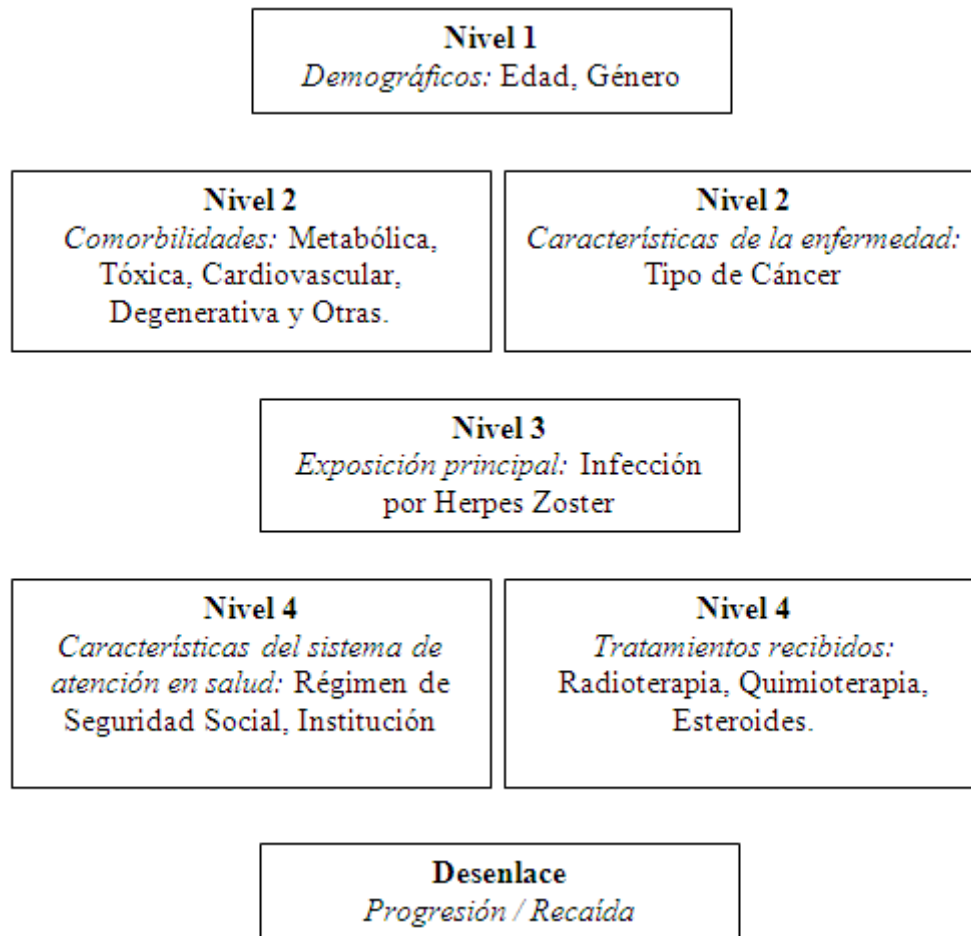 Nivel 1
Demográficos: Edad, Género
Nivel 2
Comorbilidades: Metabólica,
Tóxica, Cardiovascular,
Degenerativa y Otras.
Nivel 2
Características de la enfermedad:
Tipo de Cáncer
Nivel 3
Exposición principal: Infección
por Herpes Zoster
Nivel 4
Características del sistema de
atención en salud: Régimen de
Seguridad Social, Institución
Nivel 4
Tratamientos recibidos:
Radioterapia, Quimioterapia,
Esteroides.
Desenlace
Progresión / Recaída